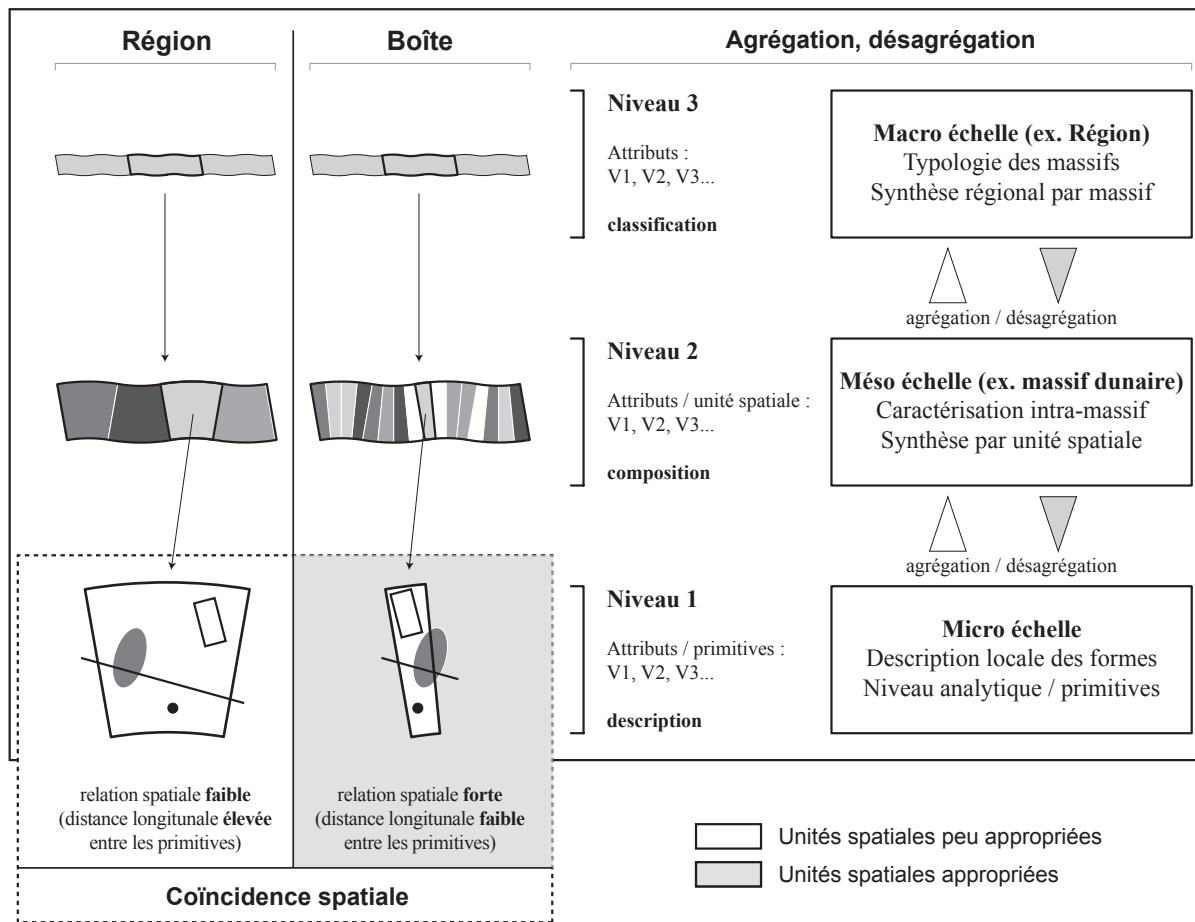 Région
Boîte
Agrégation, désagrégation
Niveau 3
Attributs :
V1, V2, V3...
classification
Macro échelle (ex. Région)
Typologie des massifs
Synthèse régional par massif
agrégation / désagrégation
Niveau 2
Attributs / unité spatiale :
V1, V2, V3...
composition
Méso échelle (ex. massif dunaire)
Caractérisation intra-massif
Synthèse par unité spatiale
agrégation / désagrégation
Niveau 1
Attributs / primitives :
V1, V2, V3...
description
Micro échelle
Description locale des formes
Niveau analytique / primitives
relation spatiale faible
(distance longitunale élevée
entre les primitives)
relation spatiale forte
(distance longitunale faible
entre les primitives)
Coïncidence spatiale
Unités spatiales peu appropriées
Unités spatiales appropriées